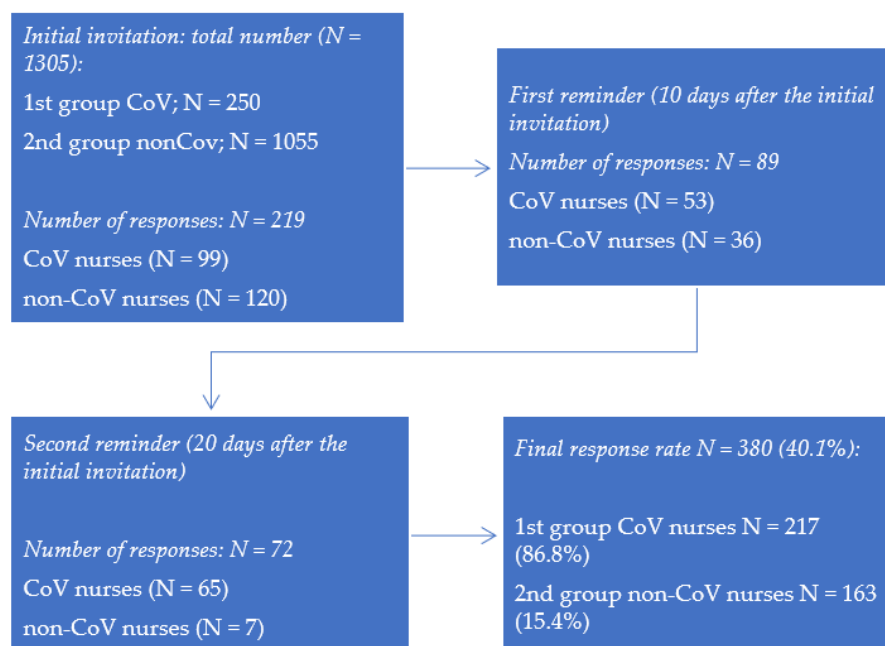 Initial invitation: total number (N =
1305):
1st group CoV; N = 250
2nd group nonCov; N = 1055
Number of responses: N = 219
CoV nurses (N = 99)
non-CoV nurses (N = 120)
First reminder (10 days after the initial
invitation)
Number of responses: N = 89
CoV nurses (N = 53)
non-CoV nurses (N = 36)
Second reminder (20 days after the
initial invitation)
Number of responses: N = 72
CoV nurses (N = 65)
non-CoV nurses (N = 7)
Final response rate N = 380 (40.1%):
1st group CoV nurses N = 217
(86.8%)
2nd group non-CoV nurses N = 163
(15.4%)